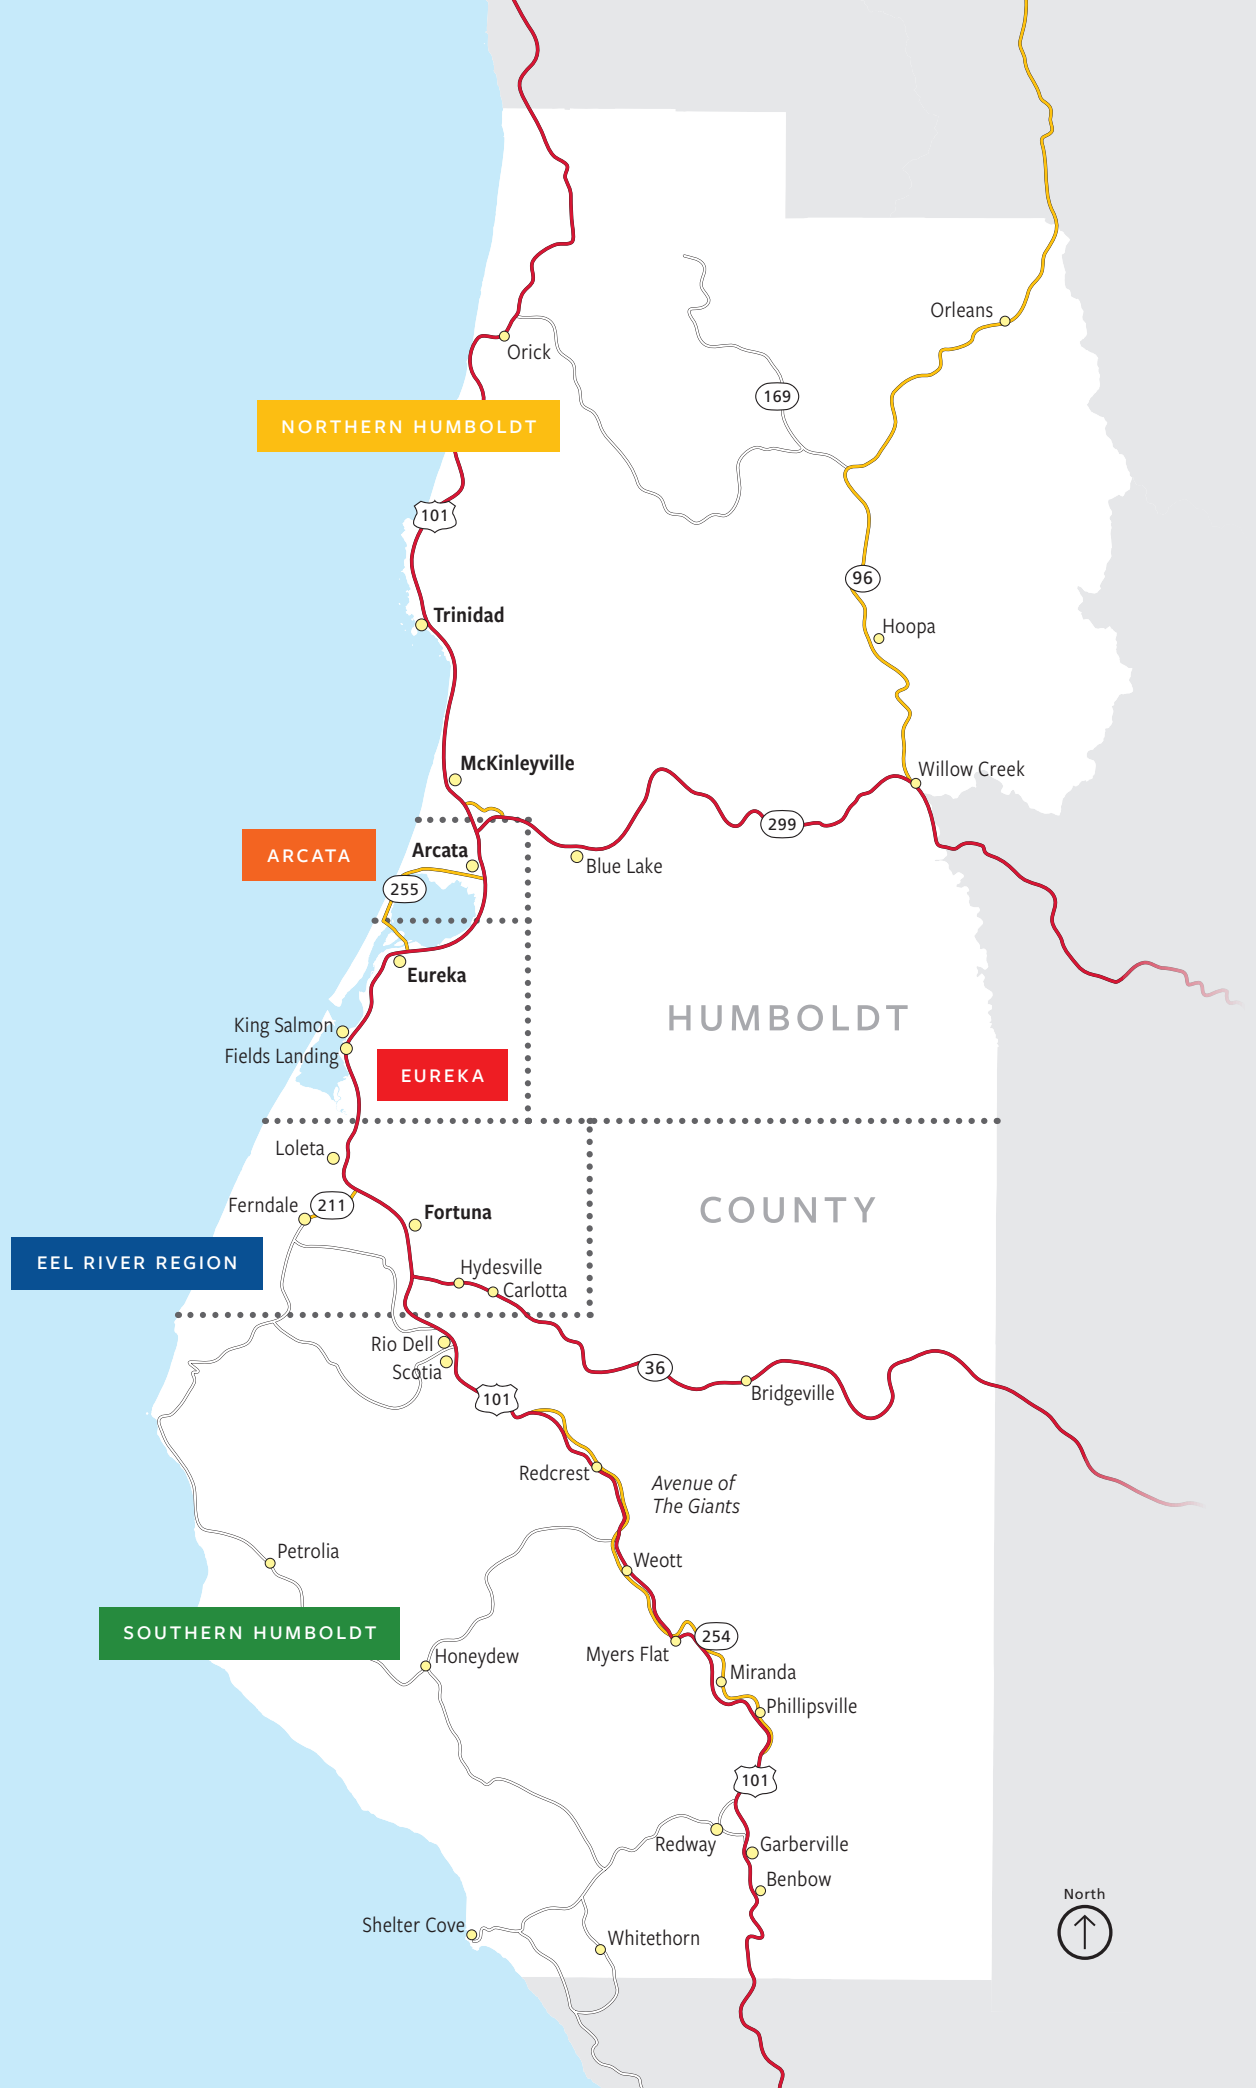 Orleans
Orick
169
NORTHERN HUMBOLDT
101
96
Trinidad
Hoopa
McKinleyville
Willow Creek
299
ARCATA
Arcata
Blue Lake
255
Eureka
HUMBOLDT
King Salmon
Fields Landing
EUREKA
Loleta
Ferndale
211
Fortuna
COUNTY
EEL RIVER REGION
Hydesville
Carlotta
Rio Dell
Scotia
36
101
Bridgeville
Redcrest
Avenue of
The Giants
Petrolia
Weott
SOUTHERN HUMBOLDT
254
Honeydew
Myers Flat
Miranda
Phillipsville
101
Redway
Garberville
Benbow
North
Shelter Cove
Whitethorn